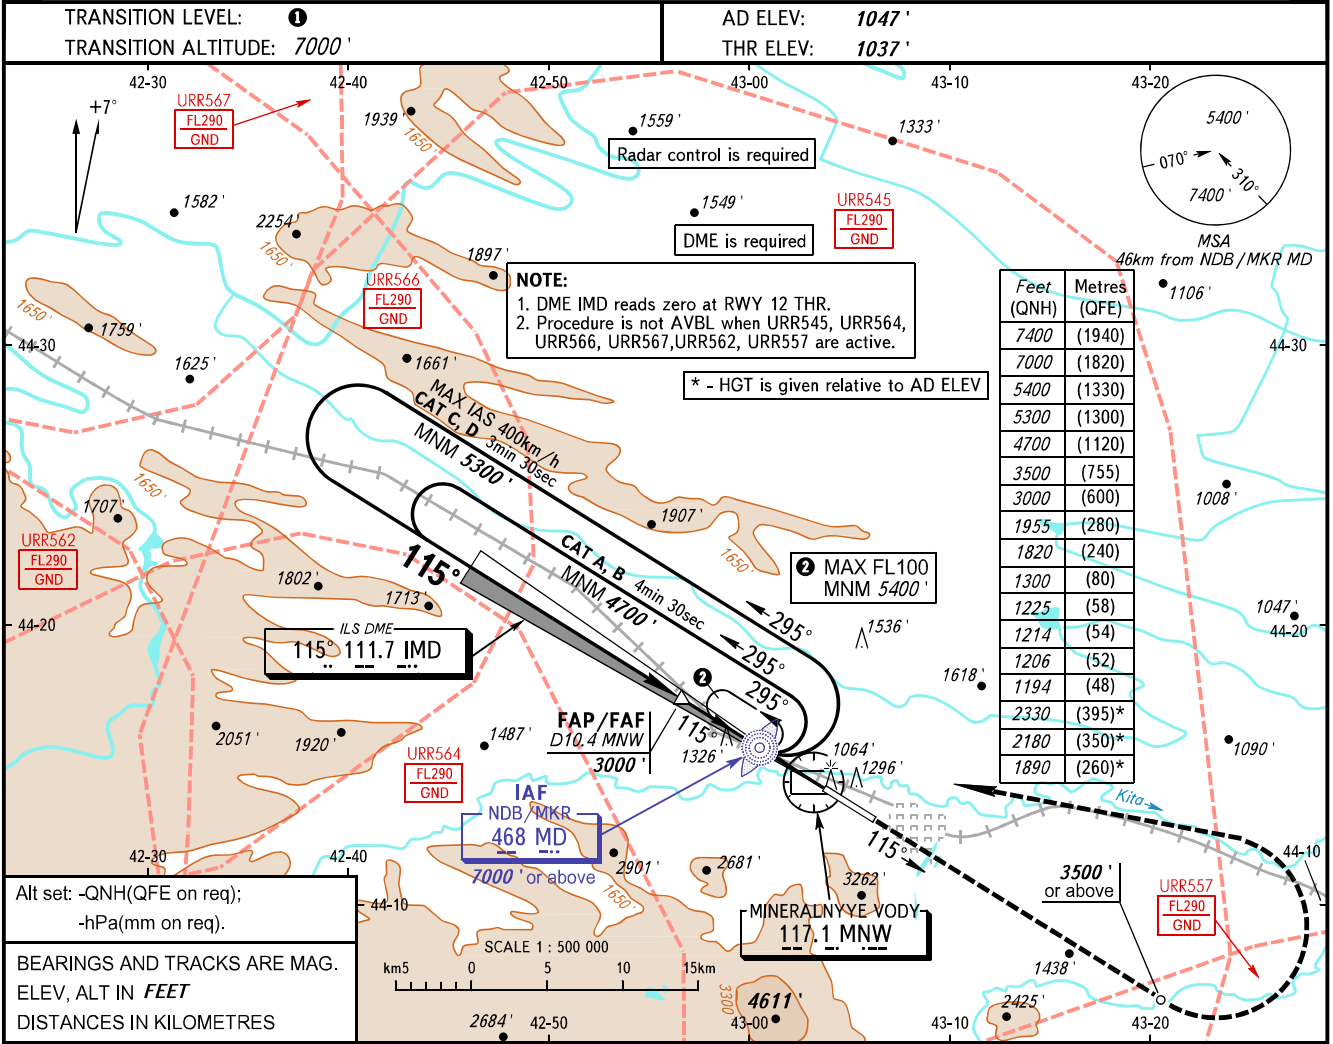 TRANSITION LEVEL: ❶
TRANSITION ALTITUDE: 7000 '
AD ELEV: 1047 '
THR ELEV: 1037 '
42-30
42-40
42-50
43-00
43-10
43-20
+7°
URR567
FL290
GND
1939 '
1650 '
1559 '
Radar control is required
1333 '
5400 '
070°
310°
7400 '
MSA
46km from NDB/MKR MD
1582 '
2254 '
1650 '
1549 '
DME is required
URR545
FL290
GND
1897 '
URR566
FL290
GND
NOTE:
1. DME IMD reads zero at RWY 12 THR.
2. Procedure is not AVBL when URR545, URR564,
URR566, URR567,URR562, URR557 are active.
* - HGT is given relative to AD ELEV
Feet (QNH) Metres (QFE)
7400 (1940)
7000 (1820)
5400 (1330)
5300 (1300)
4700 (1120)
3500 (755)
3000 (600)
1955 (280)
1820 (240)
1300 (80)
1225 (58)
1214 (54)
1206 (52)
1194 (48)
2330 (395)*
2180 (350)*
1890 (260)*
1106 '
1650 '
1759 '
44-30
1625 '
1661 '
44-30
MAX IAS 400km/h
CAT C, D 3min 30sec
MNM 5300 '
1650 '
1707 '
1907 '
1650 '
1008 '
URR562
FL290
GND
115°
CAT A, B 4min 30sec
MNM 4700 '
❷ MAX FL100
MNM 5400 '
1802 '
1713 '
44-20
ILS DME
115° 111.7 IMD
295°
295°
295°
❷
1536 '
1047 '
44-20
1618 '
2051 '
1920 '
1487 '
FAP/FAF
D10.4 MNW
3000 '
115°
1326 '
1064 '
1296 '
1090 '
URR564
FL290
GND
IAF
NDB/MKR
468 MD
7000 ' or above
Kita
115°
42-30
42-40
2901 '
1650 '
2681 '
3262 '
3500 '
or above
URR557
FL290
GND
44-10
44-10
MINERALNYYE VODY
117.1 MNW
Alt set: -QNH(QFE on req);
-hPa(mm on req).
BEARINGS AND TRACKS ARE MAG.
ELEV, ALT IN FEET
DISTANCES IN KILOMETRES
SCALE 1 : 500 000
km5 0 5 10 15km
1438 '
3300
4611 '
2425 '
2684 '
42-50
43-00
43-10
43-20